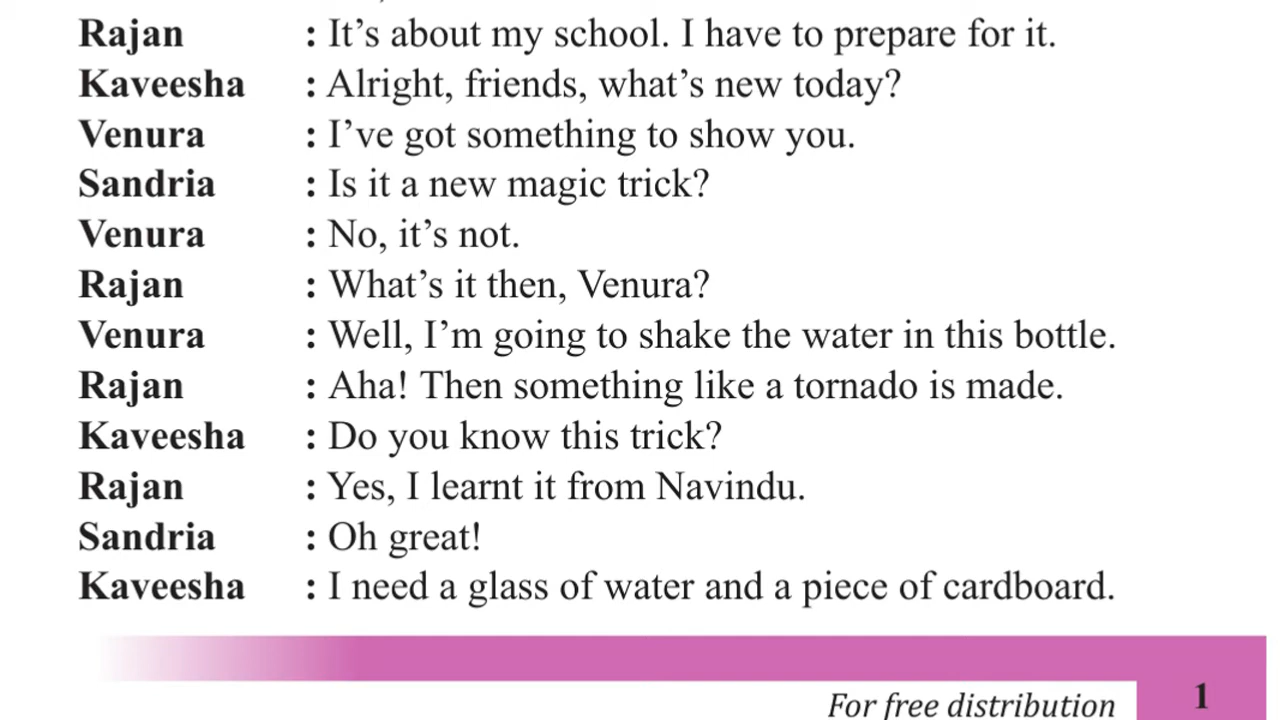 Rajan : It’s about my school. I have to prepare for it.
Kaveesha : Alright, friends, what’s new today?
Venura : I’ve got something to show you.
Sandria : Is it a new magic trick?
Venura : No, it’s not.
Rajan : What’s it then, Venura?
Venura : Well, I’m going to shake the water in this bottle.
Rajan : Aha! Then something like a tornado is made.
Kaveesha : Do you know this trick?
Rajan : Yes, I learnt it from Navindu.
Sandria : Oh great!
Kaveesha : I need a glass of water and a piece of cardboard.
For free distribution 1